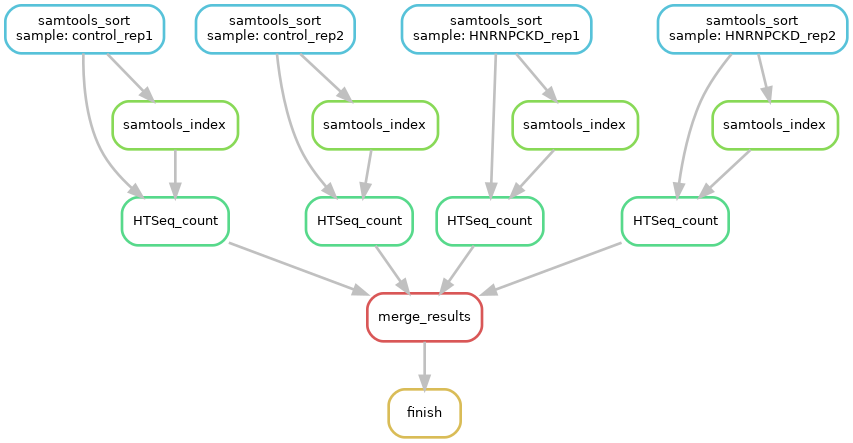 samtools_sort
sample: control_rep1
samtools_sort
sample: control_rep2
samtools_sort
sample: HNRNPCKD_rep1
samtools_sort
sample: HNRNPCKD_rep2
samtools_index
samtools_index
samtools_index
samtools_index
HTSeq_count
HTSeq_count
HTSeq_count
HTSeq_count
merge_results
finish